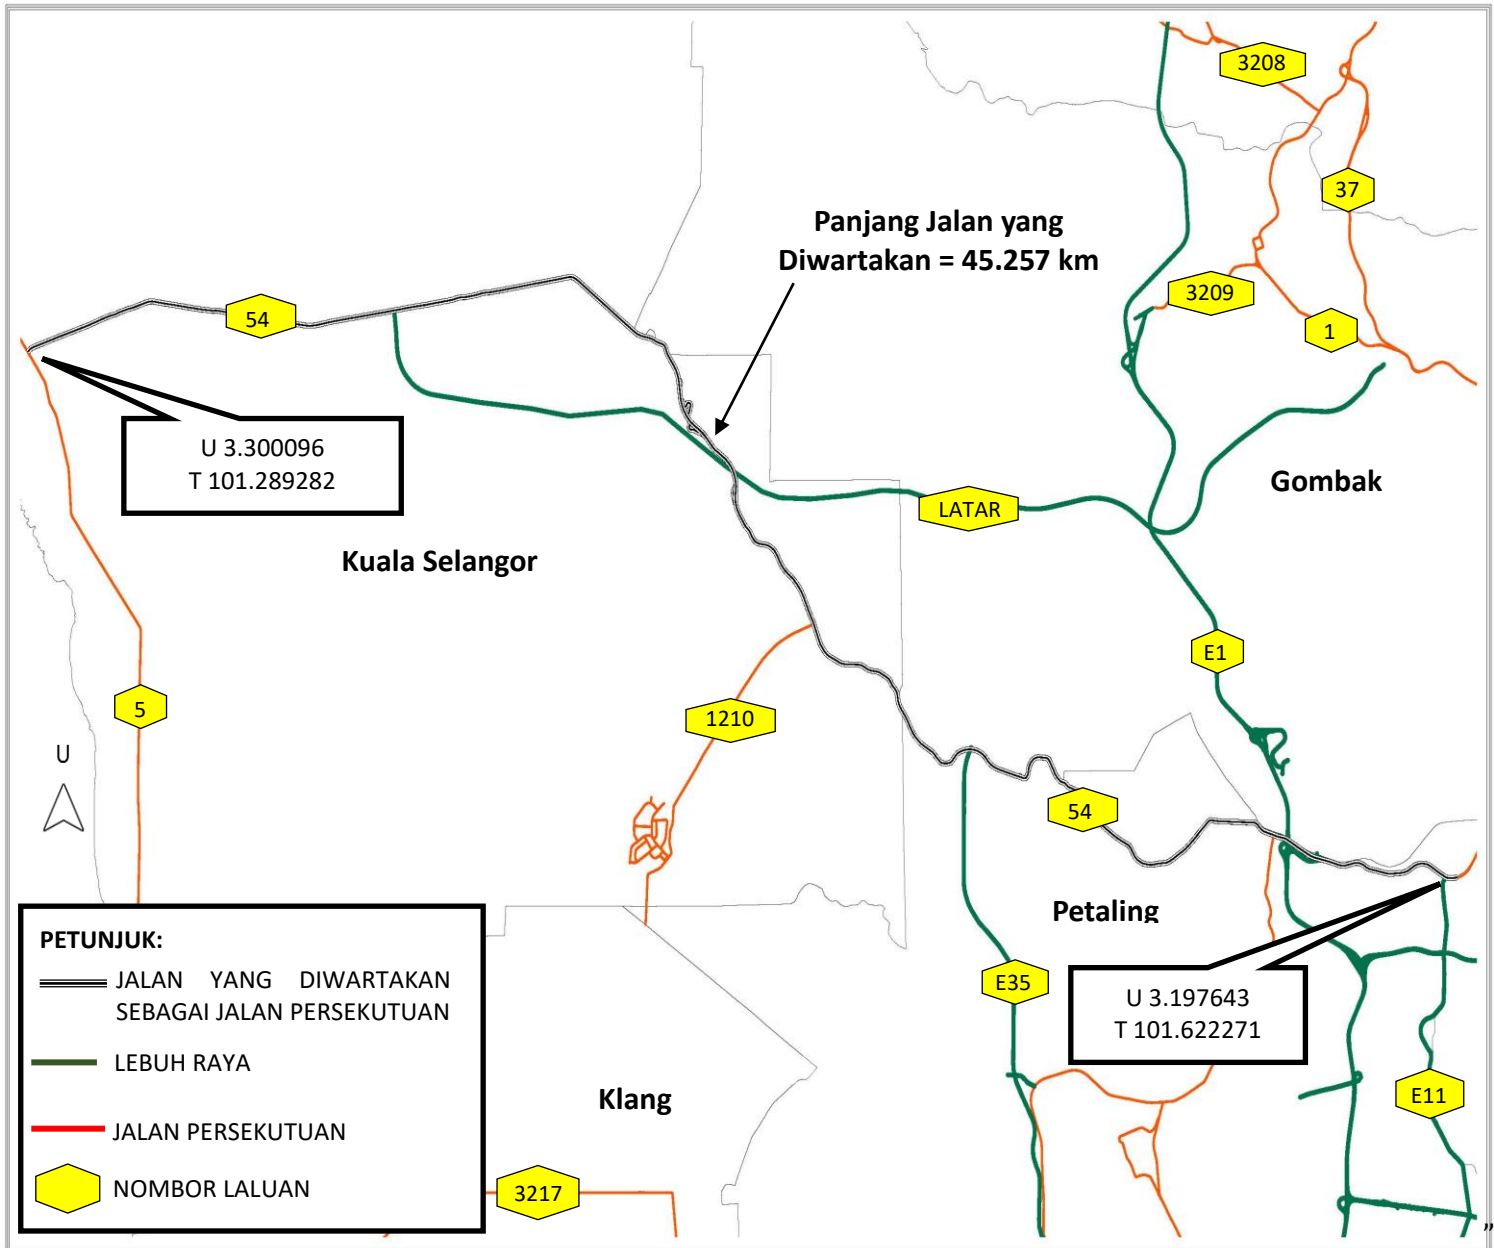 3208
37
Panjang Jalan yang
Diwartakan = 45.257 km
3209
54
1
U 3.300096
T 101.289282
Gombak
LATAR
Kuala Selangor
E1
5
1210
U
54
Petaling
PETUNJUK:
JALAN YANG DIWARTAKAN
SEBAGAI JALAN PERSEKUTUAN
LEBUH RAYA
JALAN PERSEKUTUAN
NOMBOR LALUAN
E35
U 3.197643
T 101.622271
Klang
E11
3217
”